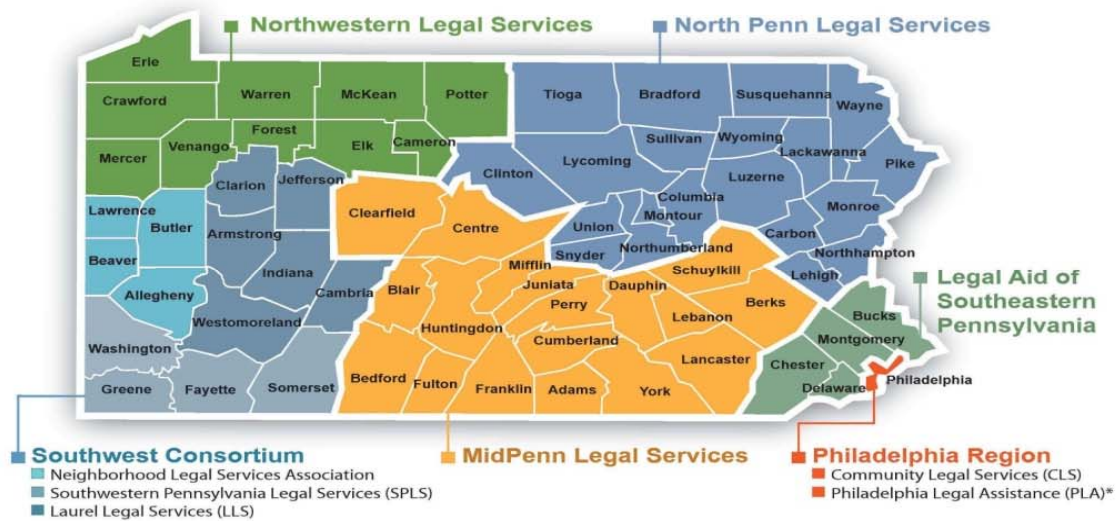 Northwestern Legal Services
North Penn Legal Services
Erie
Crawford
Warren
McKean
Potter
Tioga
Bradford
Susquehanna
Wayne
Mercer
Venango
Forest
Elk
Cameron
Clinton
Lycoming
Sullivan
Wyoming
Lackawanna
Pike
Luzerne
Columbia
Montour
Monroe
Carbon
Northhampton
Lehigh
Union
Snyder
Northumberland
Lawrence
Butler
Beaver
Allegheny
Clarion
Jefferson
Armstrong
Indiana
Cambria
Westomoreland
Washington
Greene
Fayette
Somerset
Clearfield
Centre
Blair
Huntingdon
Mifflin
Juniata
Perry
Dauphin
Schuylkill
Berks
Lebanon
Cumberland
Lancaster
Bedford
Fulton
Franklin
Adams
York
Legal Aid of
Southeastern
Pennsylvania
Bucks
Montgomery
Chester
Delaware
Philadelphia
Southwest Consortium
Neighborhood Legal Services Association
Southwestern Pennsylvania Legal Services (SPLS)
Laurel Legal Services (LLS)
MidPenn Legal Services
Philadelphia Region
Community Legal Services (CLS)
Philadelphia Legal Assistance (PLA)*